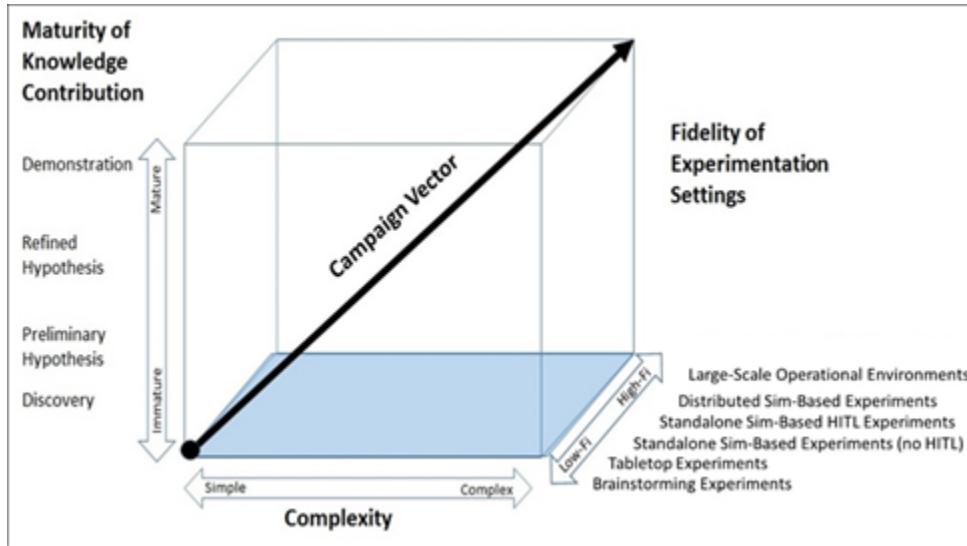 Maturity of
Knowledge
Contribution
Demonstration
Refined
Hypothesis
Preliminary
Hypothesis
Discovery
Mature
Immature
Campaign Vector
Fidelity of
Experimentation
Settings
High-Fi
Low-Fi
Large-Scale Operational Environments
Distributed Sim-Based Experiments
Standalone Sim-Based HITL Experiments
Standalone Sim-Based Experiments (no HITL)
Tabletop Experiments
Brainstorming Experiments
Simple
Complex
Complexity